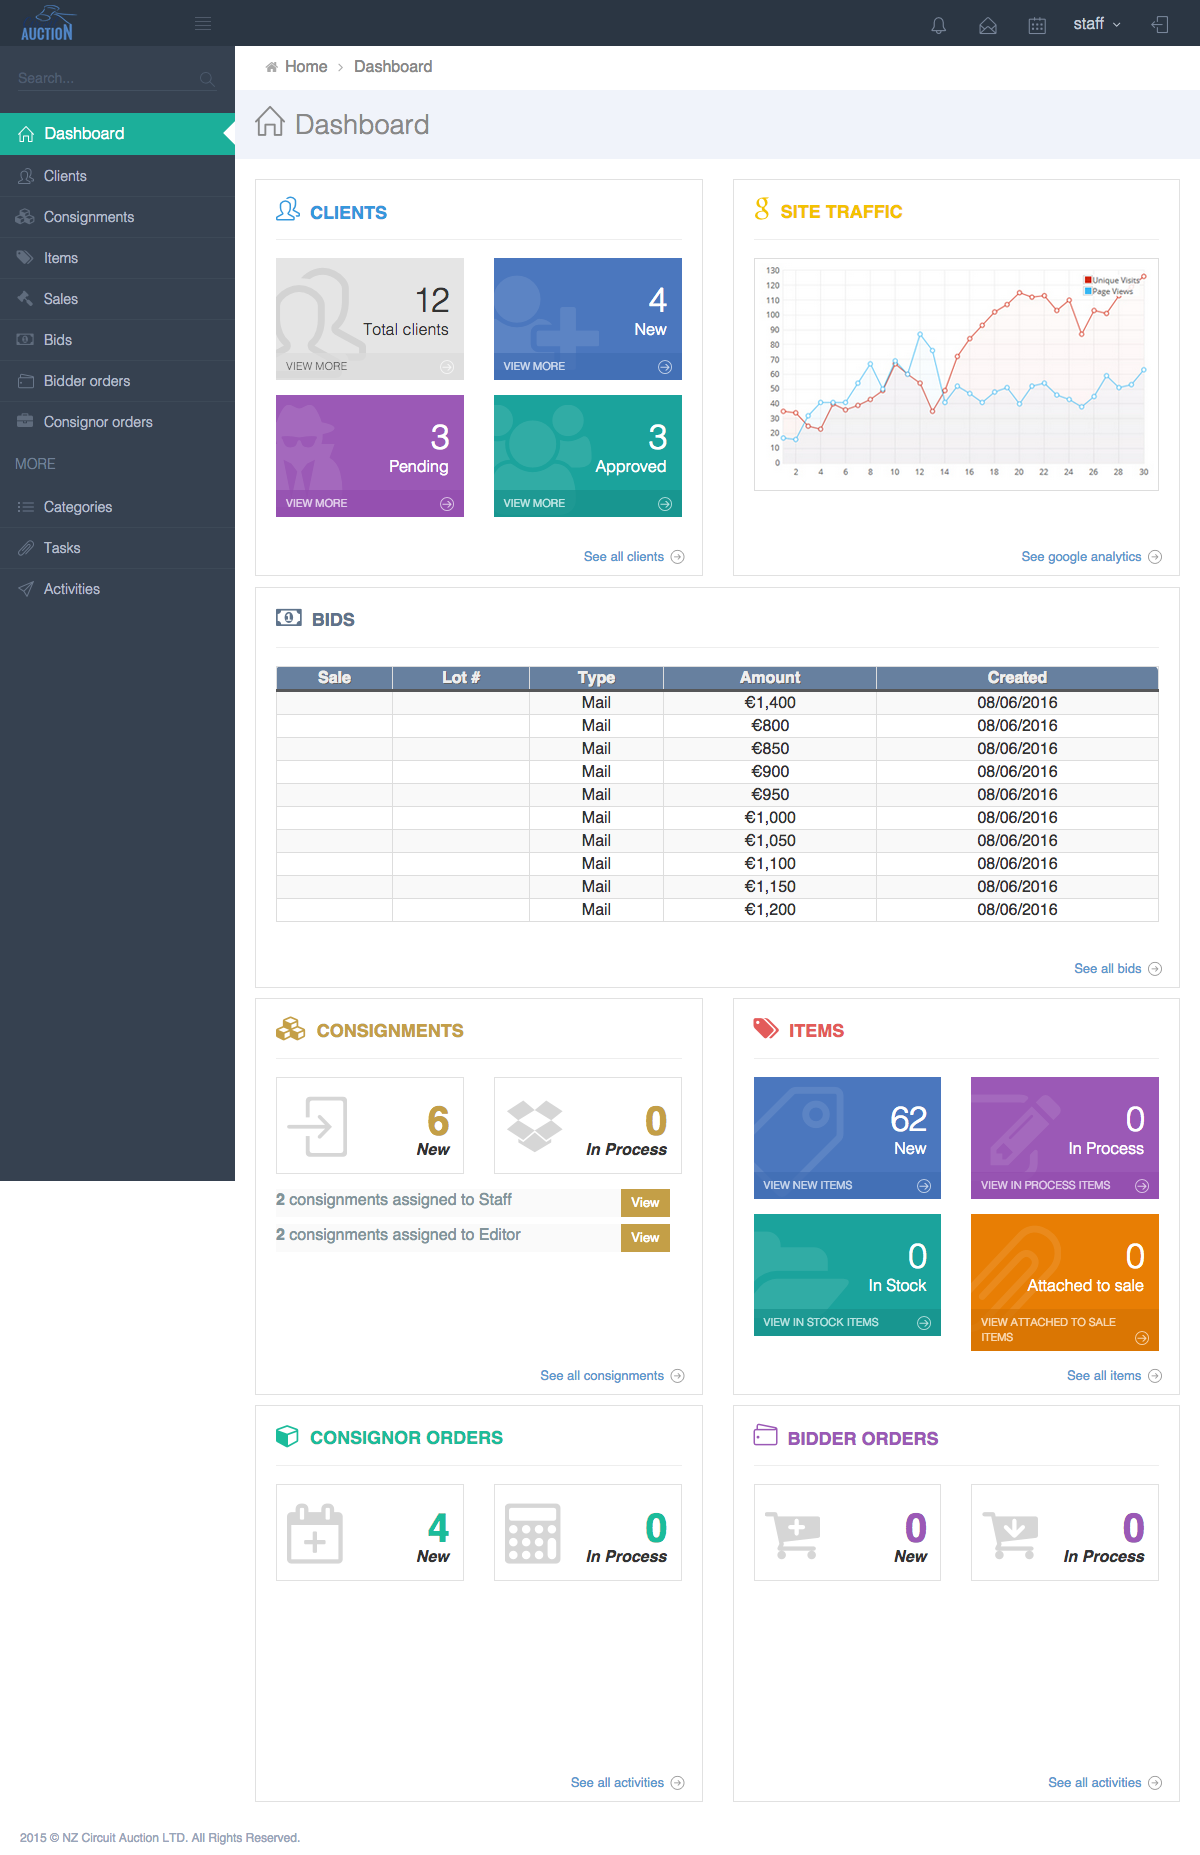 AUCTION
staff
Search...
Home > Dashboard
Dashboard
Dashboard
Clients
Consignments
Items
Sales
Bids
Bidder orders
Consignor orders
MORE
Categories
Tasks
Activities
CLIENTS
12
Total clients
VIEW MORE
4
New
VIEW MORE
3
Pending
VIEW MORE
3
Approved
VIEW MORE
See all clients
SITE TRAFFIC
Unique Visits
Page Views
130
120
110
100
90
80
70
60
50
40
30
20
10
0
2 4 6 8 10 12 14 16 18 20 22 24 26 28 30
See google analytics
BIDS
Sale Lot # Type Amount Created
Mail €1,400 08/06/2016
Mail €800 08/06/2016
Mail €850 08/06/2016
Mail €900 08/06/2016
Mail €950 08/06/2016
Mail €1,000 08/06/2016
Mail €1,050 08/06/2016
Mail €1,100 08/06/2016
Mail €1,150 08/06/2016
Mail €1,200 08/06/2016
See all bids
CONSIGNMENTS
6
New
0
In Process
2 consignments assigned to Staff View
2 consignments assigned to Editor View
See all consignments
ITEMS
62
New
VIEW NEW ITEMS
0
In Process
VIEW IN PROCESS ITEMS
0
In Stock
VIEW IN STOCK ITEMS
0
Attached to sale
VIEW ATTACHED TO SALE
ITEMS
See all items
CONSIGNOR ORDERS
4
New
0
In Process
See all activities
BIDDER ORDERS
0
New
0
In Process
See all activities
2015 © NZ Circuit Auction LTD. All Rights Reserved.